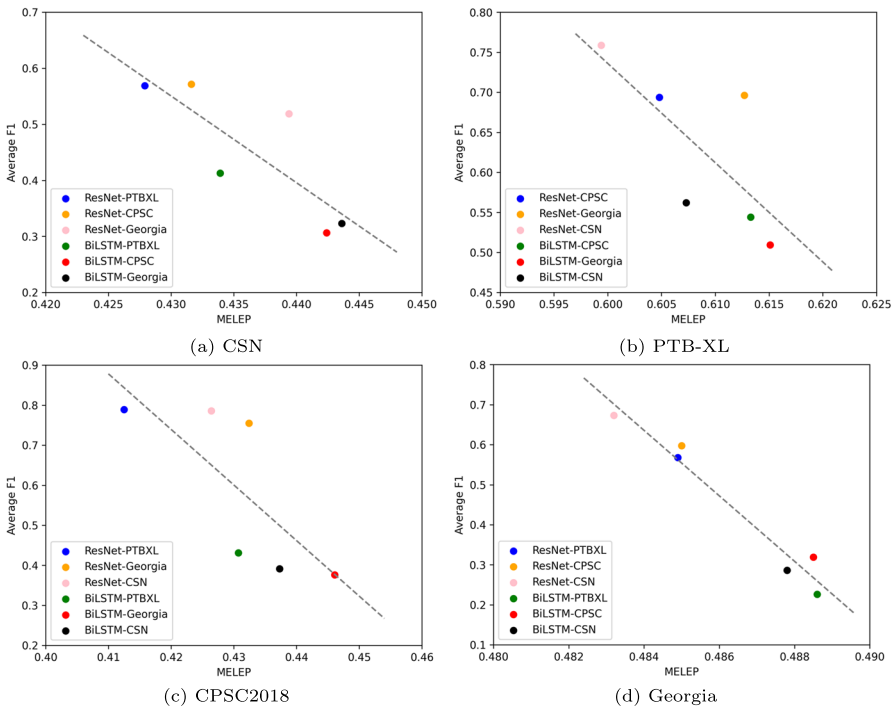 0.7
0.6
0.5
0.4
0.3
0.2
Average F1
ResNet-PTBXL
ResNet-CPSC
ResNet-Georgia
BiLSTM-PTBXL
BiLSTM-CPSC
BiLSTM-Georgia
0.420 0.425 0.430 0.435 0.440 0.445 0.450
MELEP
(a) CSN
0.80
0.75
0.70
0.65
0.60
0.55
0.50
0.45
Average F1
ResNet-CPSC
ResNet-Georgia
ResNet-CSN
BiLSTM-CPSC
BiLSTM-Georgia
BiLSTM-CSN
0.590 0.595 0.600 0.605 0.610 0.615 0.620 0.625
MELEP
(b) PTB-XL
0.9
0.8
0.7
0.6
0.5
0.4
0.3
0.2
Average F1
ResNet-PTBXL
ResNet-Georgia
ResNet-CSN
BiLSTM-PTBXL
BiLSTM-Georgia
BiLSTM-CSN
0.40 0.41 0.42 0.43 0.44 0.45 0.46
MELEP
(c) CPSC2018
0.8
0.7
0.6
0.5
0.4
0.3
0.2
0.1
Average F1
ResNet-PTBXL
ResNet-CPSC
ResNet-CSN
BiLSTM-PTBXL
BiLSTM-CPSC
BiLSTM-CSN
0.480 0.482 0.484 0.486 0.488 0.490
MELEP
(d) Georgia